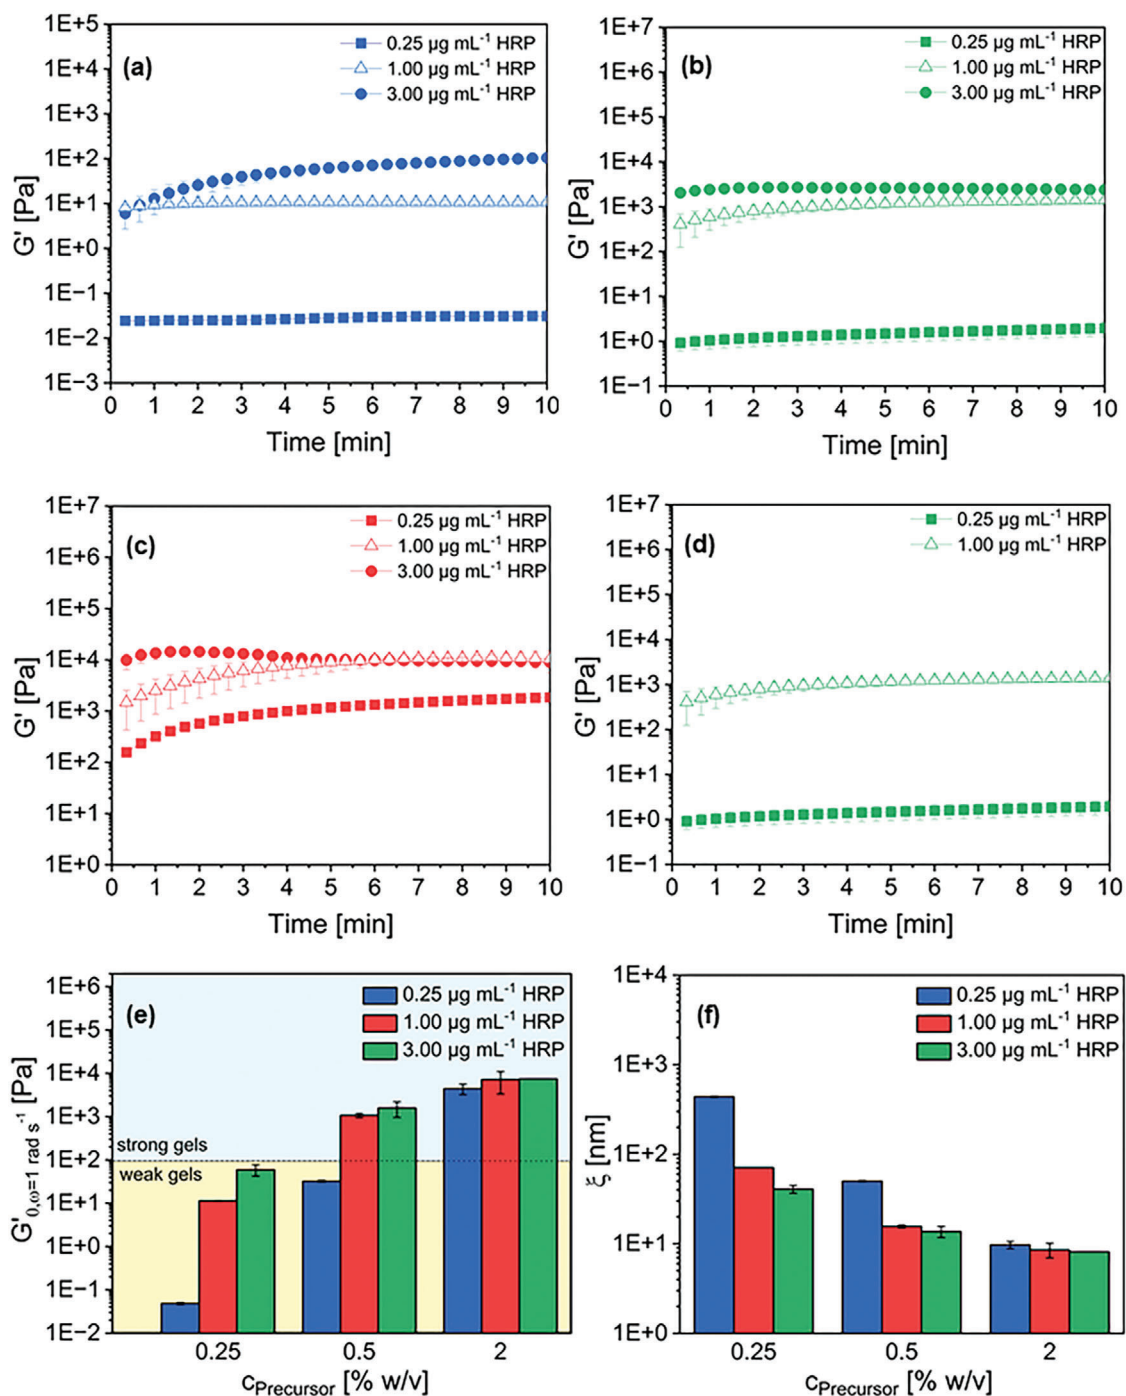 (a)
0.25 µg mL⁻¹ HRP
1.00 µg mL⁻¹ HRP
3.00 µg mL⁻¹ HRP
1E+5
1E+4
1E+3
1E+2
1E+1
1E+0
1E−1
1E−2
1E−3
G' [Pa]
0 1 2 3 4 5 6 7 8 9 10
Time [min]
(b)
0.25 µg mL⁻¹ HRP
1.00 µg mL⁻¹ HRP
3.00 µg mL⁻¹ HRP
1E+7
1E+6
1E+5
1E+4
1E+3
1E+2
1E+1
1E+0
1E−1
G' [Pa]
0 1 2 3 4 5 6 7 8 9 10
Time [min]
(c)
0.25 µg mL⁻¹ HRP
1.00 µg mL⁻¹ HRP
3.00 µg mL⁻¹ HRP
1E+7
1E+6
1E+5
1E+4
1E+3
1E+2
1E+1
1E+0
G' [Pa]
0 1 2 3 4 5 6 7 8 9 10
Time [min]
(d)
0.25 µg mL⁻¹ HRP
1.00 µg mL⁻¹ HRP
1E+7
1E+6
1E+5
1E+4
1E+3
1E+2
1E+1
1E+0
1E−1
G' [Pa]
0 1 2 3 4 5 6 7 8 9 10
Time [min]
(e)
0.25 µg mL⁻¹ HRP
1.00 µg mL⁻¹ HRP
3.00 µg mL⁻¹ HRP
1E+6
1E+5
1E+4
1E+3
1E+2
1E+1
1E+0
1E−1
1E−2
G'0,ω=1 rad s⁻¹ [Pa]
strong gels
weak gels
0.25 0.5 2
cPrecursor [% w/v]
(f)
0.25 µg mL⁻¹ HRP
1.00 µg mL⁻¹ HRP
3.00 µg mL⁻¹ HRP
1E+4
1E+3
1E+2
1E+1
1E+0
ξ [nm]
0.25 0.5 2
cPrecursor [% w/v]